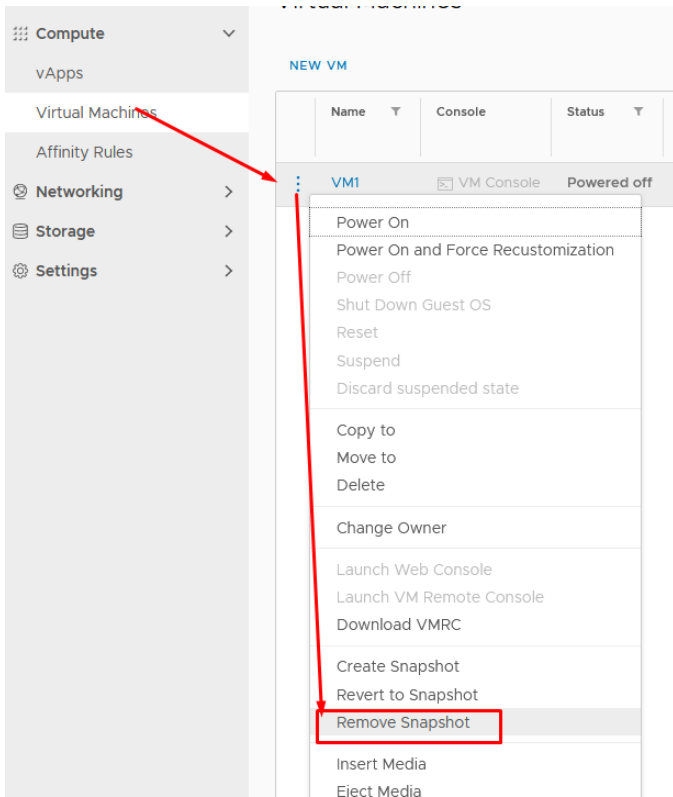 Virtual Machines
Compute
vApps
Virtual Machines
Affinity Rules
Networking
Storage
Settings
NEW VM
Name Console Status
VM1 VM Console Powered off
Power On
Power On and Force Recustomization
Power Off
Shut Down Guest OS
Reset
Suspend
Discard suspended state
Copy to
Move to
Delete
Change Owner
Launch Web Console
Launch VM Remote Console
Download VMRC
Create Snapshot
Revert to Snapshot
Remove Snapshot
Insert Media
Eject Media